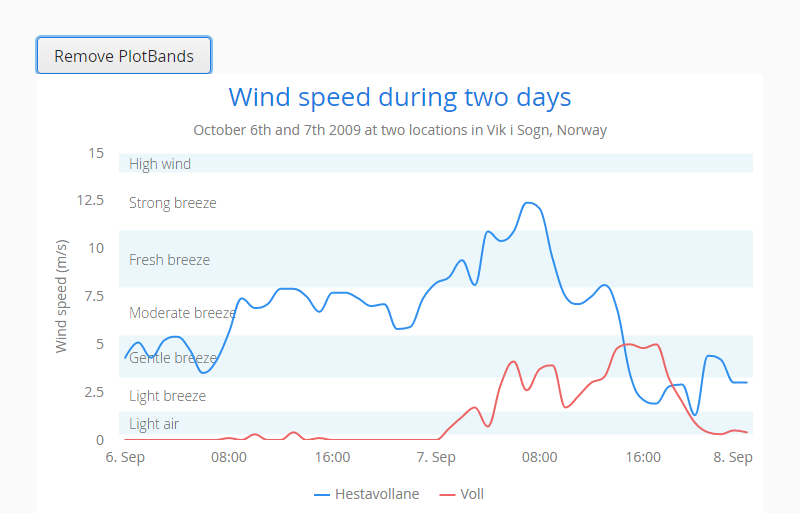 Remove PlotBands
Wind speed during two days
October 6th and 7th 2009 at two locations in Vik i Sogn, Norway
Wind speed (m/s)
15
12.5
10
7.5
5
2.5
0
High wind
Strong breeze
Fresh breeze
Moderate breeze
Gentle breeze
Light breeze
Light air
6. Sep 08:00 16:00 7. Sep 08:00 16:00 8. Sep
Hestavollane Voll